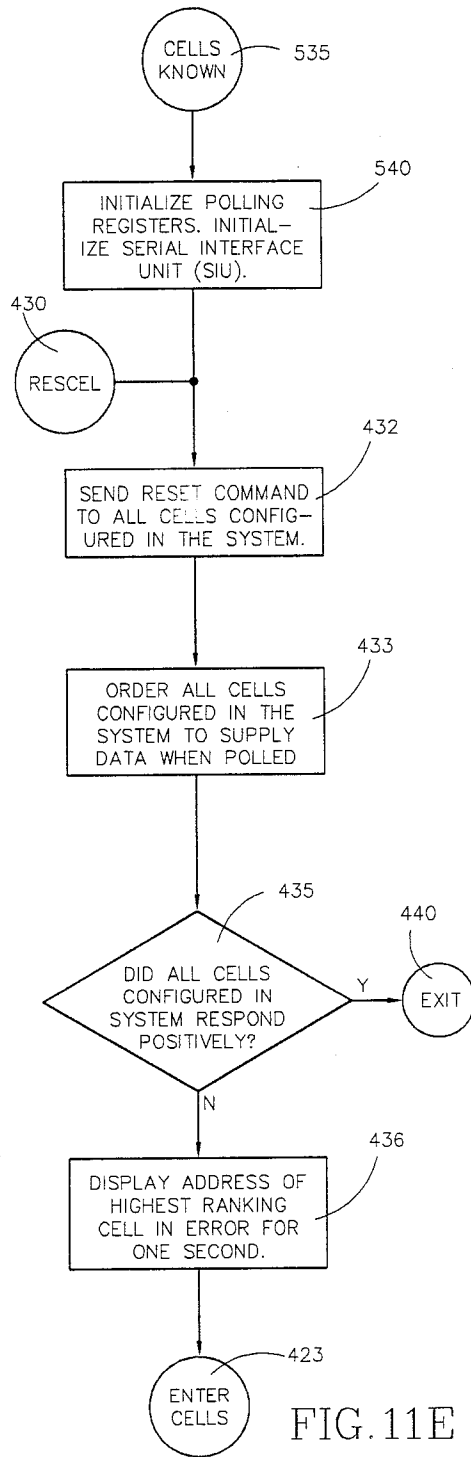 CELLS
KNOWN
535
540
INITIALIZE POLLING
REGISTERS. INITIAL-
IZE SERIAL INTERFACE
UNIT (SIU).
430
RESCEL
432
SEND RESET COMMAND
TO ALL CELLS CONFIG-
URED IN THE SYSTEM.
433
ORDER ALL CELLS
CONFIGURED IN THE
SYSTEM TO SUPPLY
DATA WHEN POLLED
435
DID ALL CELLS
CONFIGURED IN
SYSTEM RESPOND
POSITIVELY?
Y
440
EXIT
N
436
DISPLAY ADDRESS OF
HIGHEST RANKING
CELL IN ERROR FOR
ONE SECOND.
423
ENTER
CELLS
FIG. 11E